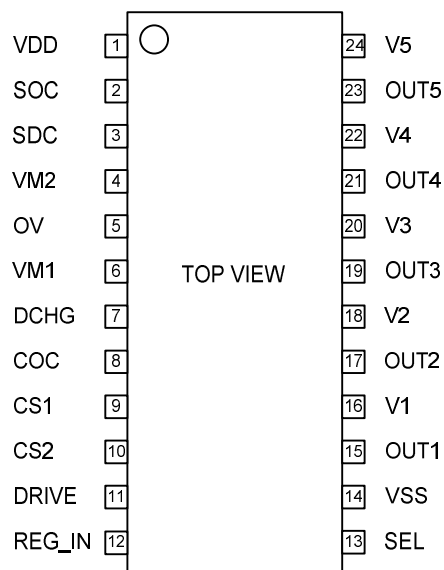 VDD 1 24 V5
SOC 2 23 OUT5
SDC 3 22 V4
VM2 4 21 OUT4
OV 5 20 V3
VM1 6 19 OUT3
TOP VIEW
DCHG 7 18 V2
COC 8 17 OUT2
CS1 9 16 V1
CS2 10 15 OUT1
DRIVE 11 14 VSS
REG_IN 12 13 SEL